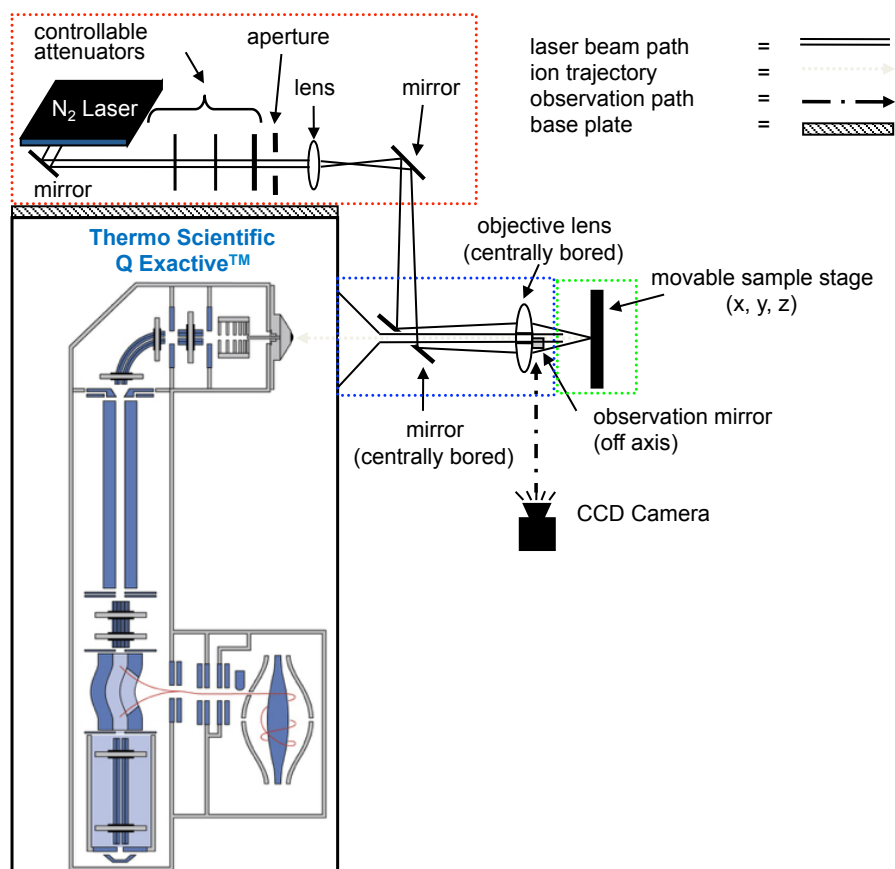 controllable
attenuators
aperture
lens
mirror
N2 Laser
mirror
laser beam path =
ion trajectory =
observation path =
base plate =
Thermo Scientific
Q Exactive™
objective lens
(centrally bored)
movable sample stage
(x, y, z)
mirror
(centrally bored)
observation mirror
(off axis)
CCD Camera